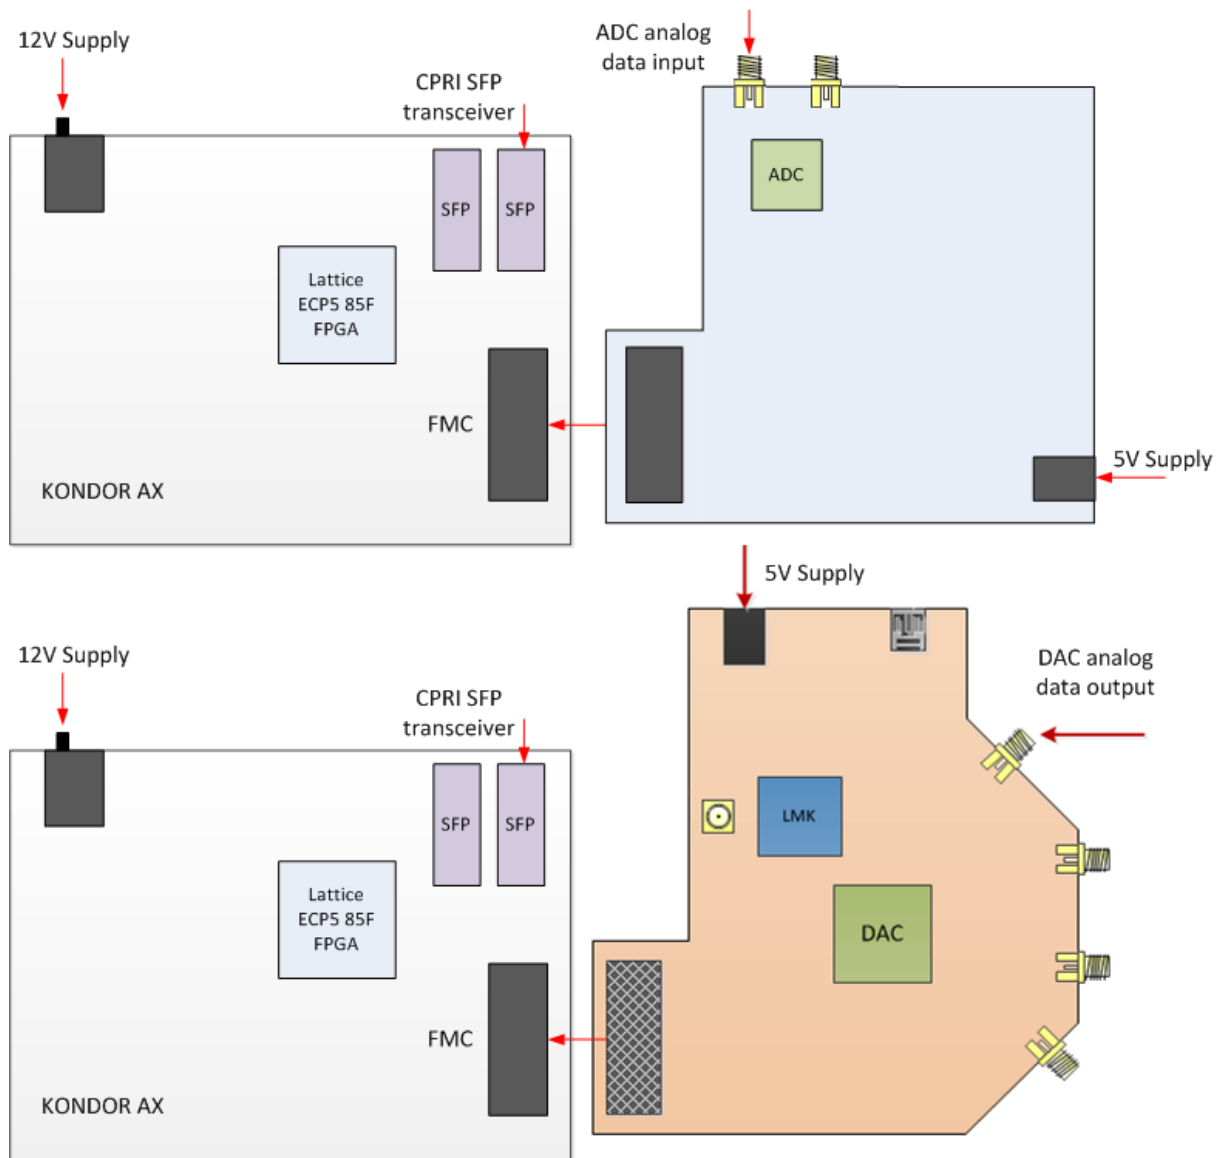 12V Supply
CPRI SFP
transceiver
SFP
SFP
Lattice
ECP5 85F
FPGA
FMC
KONDOR AX
ADC analog
data input
ADC
5V Supply
12V Supply
CPRI SFP
transceiver
SFP
SFP
Lattice
ECP5 85F
FPGA
FMC
KONDOR AX
5V Supply
DAC analog
data output
LMK
DAC